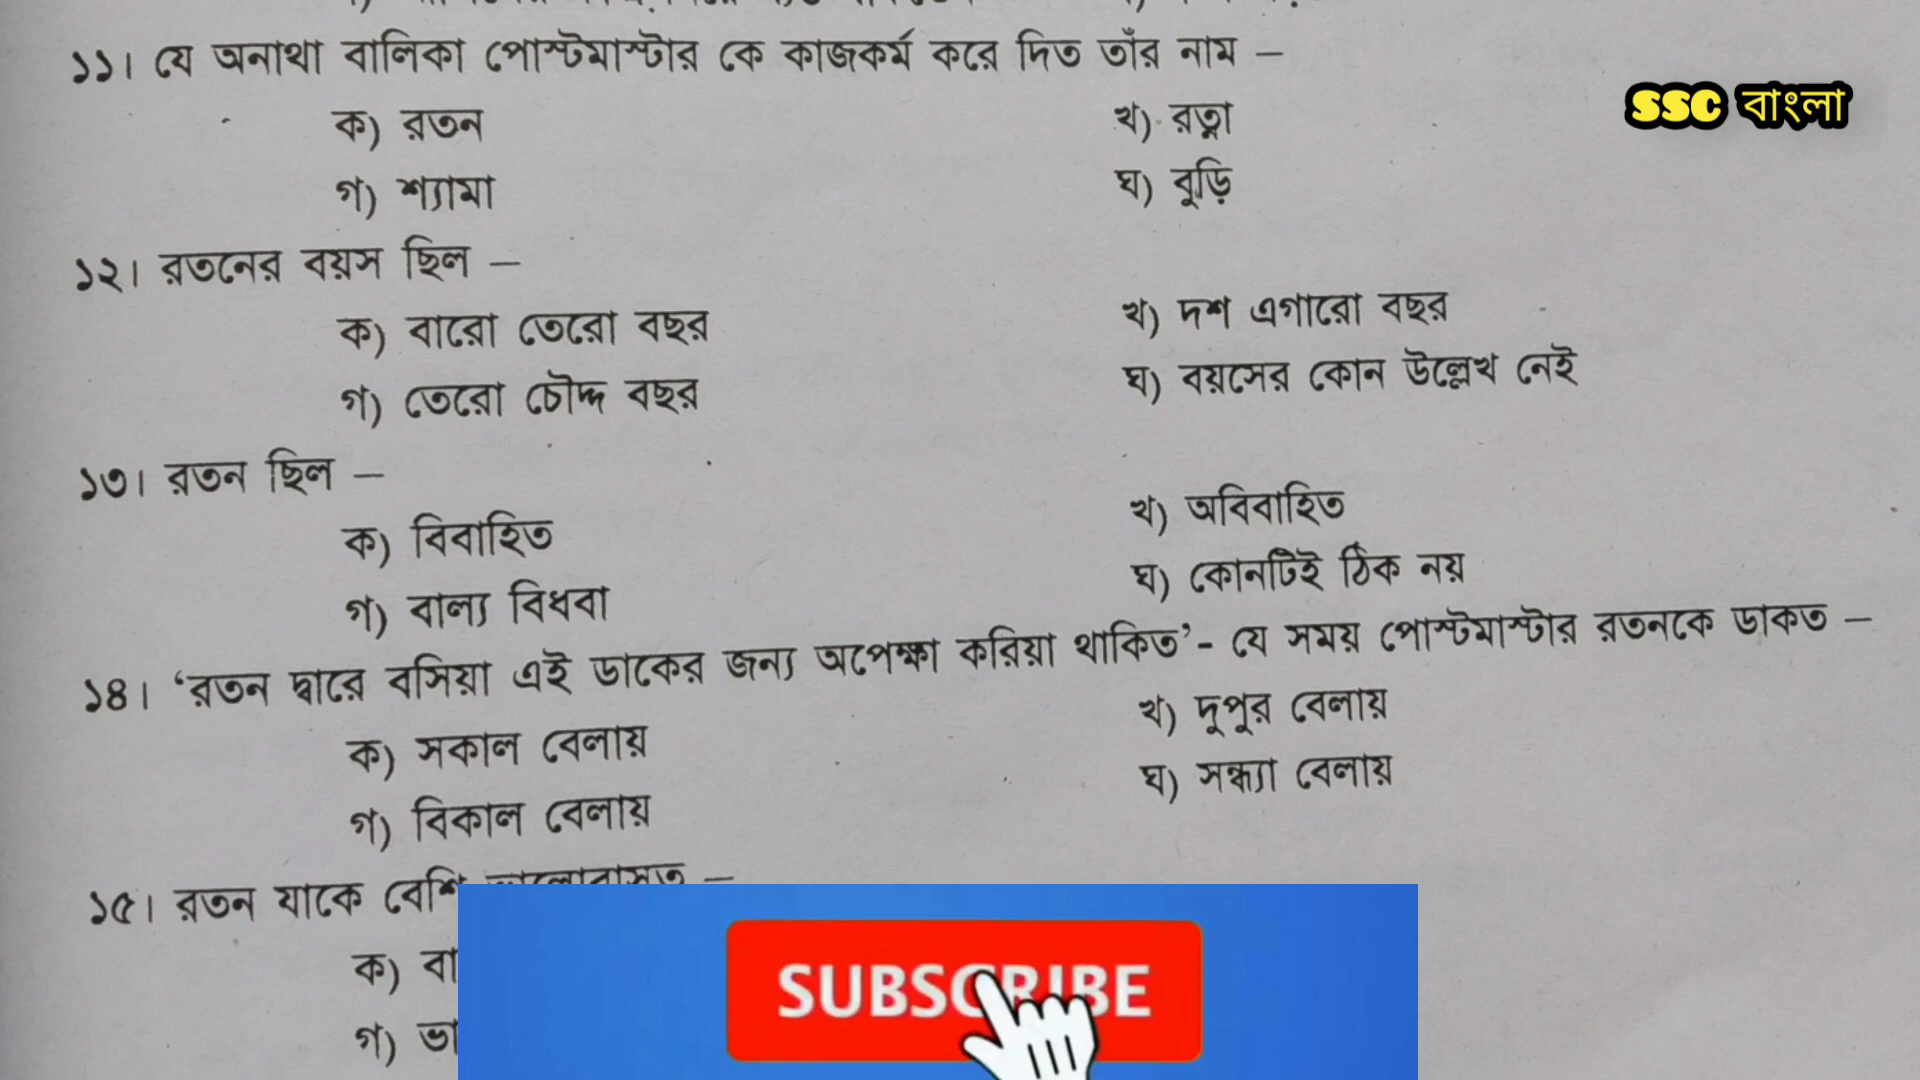 ১১। যে অনাথা বালিকা পোস্টমাস্টার কে কাজকর্ম করে দিত তাঁর নাম –
ক) রতন খ) রত্না
গ) শ্যামা ঘ) বুড়ি
SSC বাংলা
১২। রতনের বয়স ছিল –
ক) বারো তেরো বছর খ) দশ এগারো বছর
গ) তেরো চৌদ্দ বছর ঘ) বয়সের কোন উল্লেখ নেই
১৩। রতন ছিল –
ক) বিবাহিত খ) অবিবাহিত
গ) বাল্য বিধবা ঘ) কোনটিই ঠিক নয়
১৪। ‘রতন দ্বারে বসিয়া এই ডাকের জন্য অপেক্ষা করিয়া থাকিত’- যে সময় পোস্টমাস্টার রতনকে ডাকত –
ক) সকাল বেলায় খ) দুপুর বেলায়
গ) বিকাল বেলায় ঘ) সন্ধ্যা বেলায়
১৫। রতন যাকে বেশি
ক) বা
গ) ভা
SUBSCRIBE